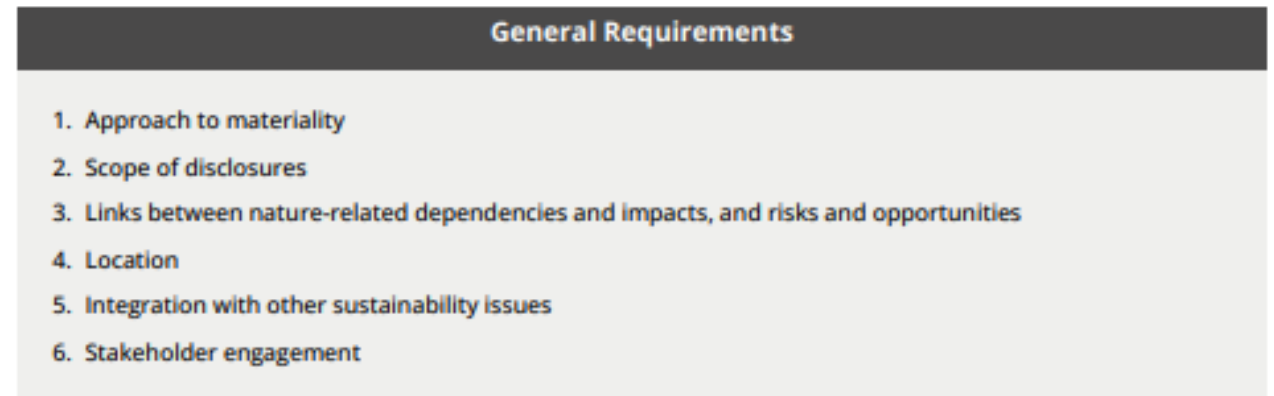 General Requirements
1. Approach to materiality
2. Scope of disclosures
3. Links between nature-related dependencies and impacts, and risks and opportunities
4. Location
5. Integration with other sustainability issues
6. Stakeholder engagement